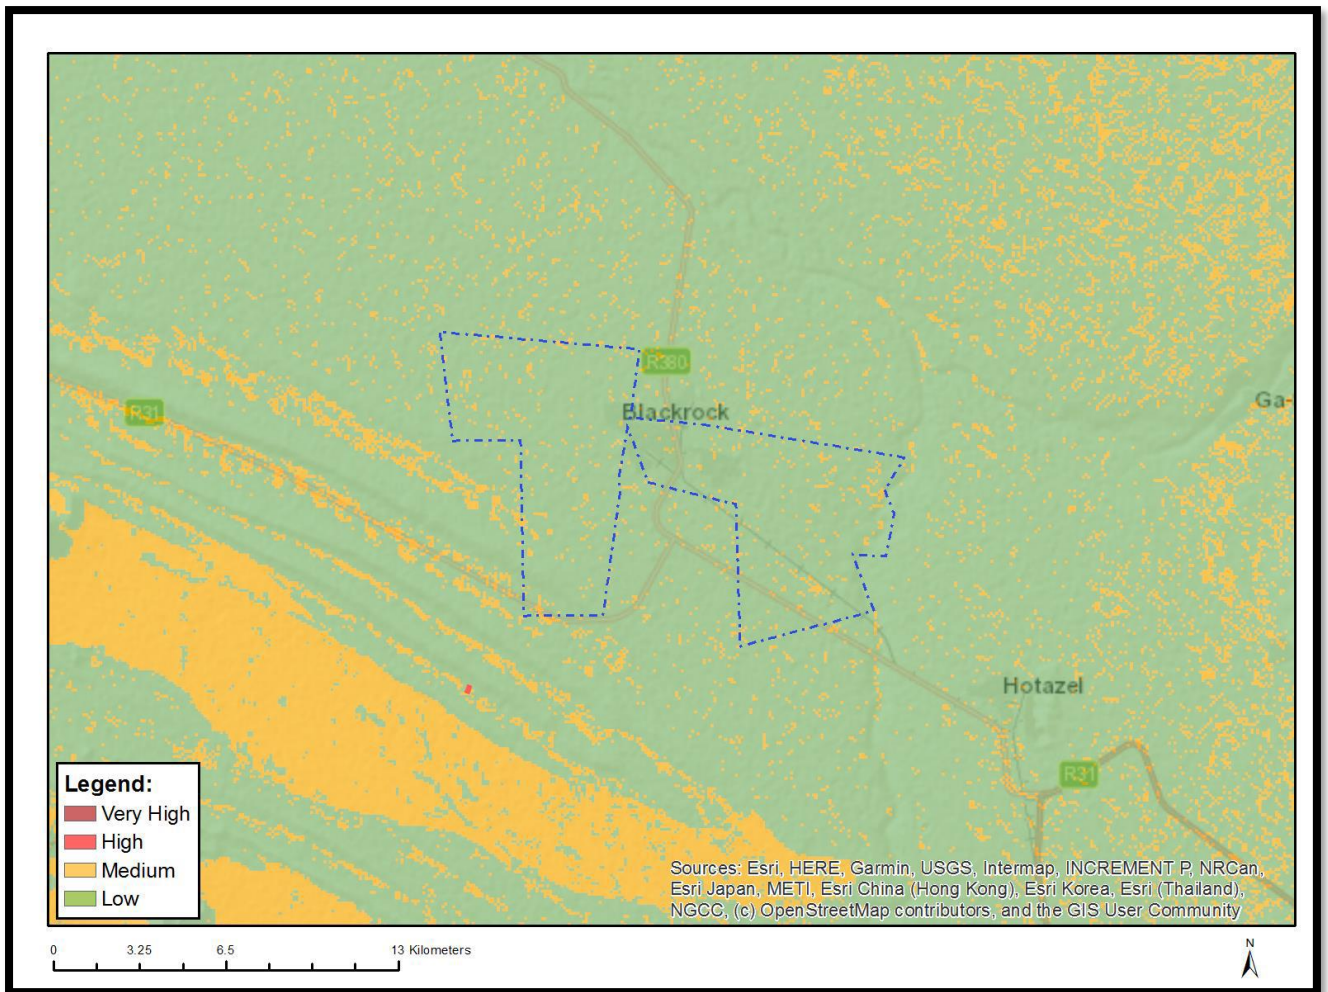 R380
Blackrock
Ga-
R31
Hotazel
R31
Legend:
Very High
High
Medium
Low
Sources: Esri, HERE, Garmin, USGS, Intermap, INCREMENT P, NRCan,
Esri Japan, METI, Esri China (Hong Kong), Esri Korea, Esri (Thailand),
NGCC, (c) OpenStreetMap contributors, and the GIS User Community
0 3.25 6.5 13 Kilometers
N